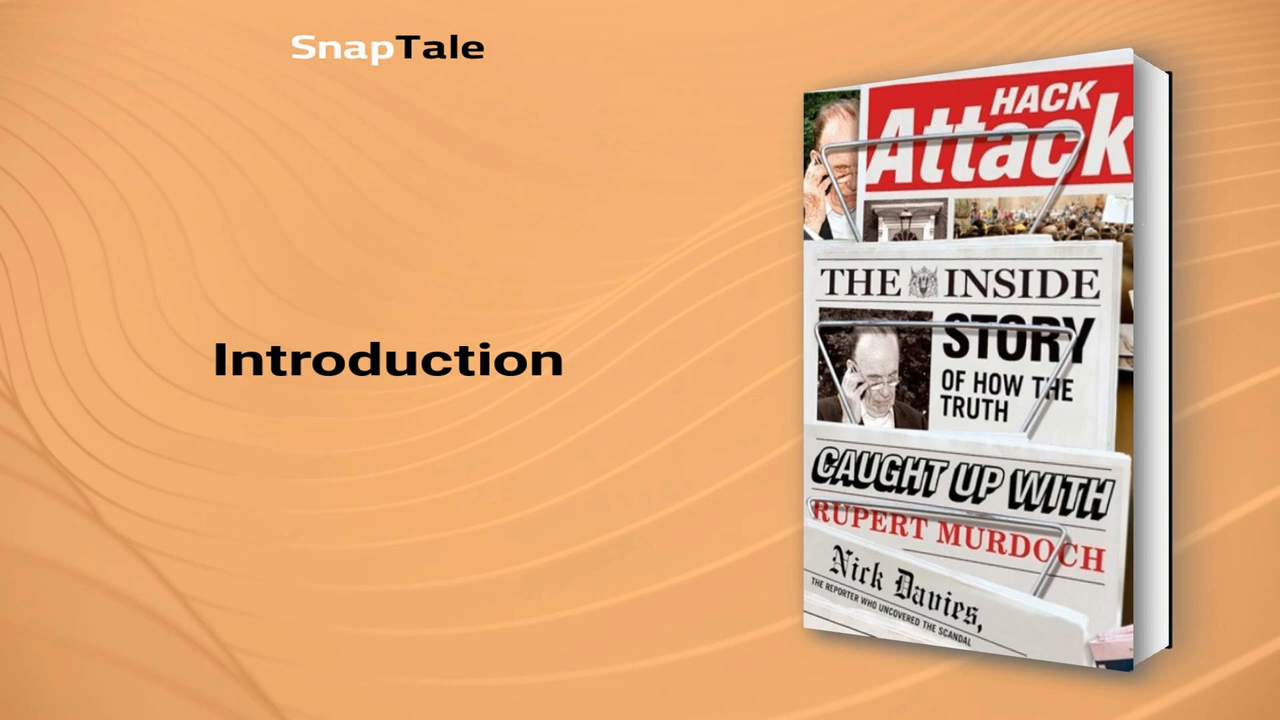 SnapTale
Introduction
HACK
Attack
THE INSIDE
STORY
OF HOW THE
TRUTH
CAUGHT UP WITH
RUPERT MURDOCH
Nick Davies,
THE REPORTER WHO UNCOVERED THE SCANDAL